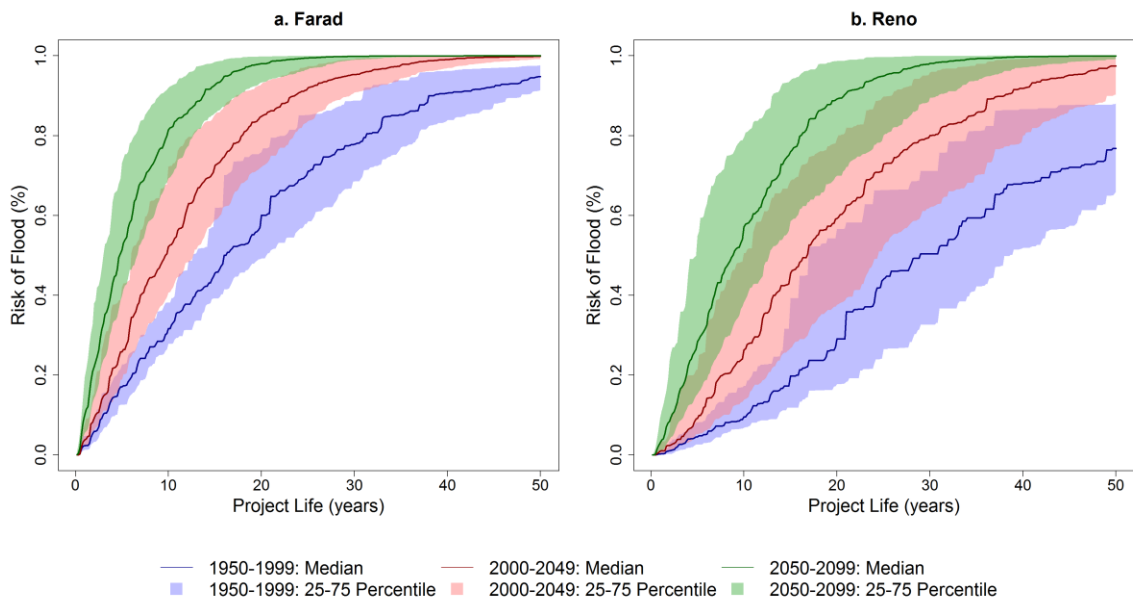 a. Farad
b. Reno
Risk of Flood (%)
1.0
0.8
0.6
0.4
0.2
0.0
0 10 20 30 40 50
Project Life (years)
Risk of Flood (%)
1.0
0.8
0.6
0.4
0.2
0.0
0 10 20 30 40 50
Project Life (years)
1950-1999: Median 2000-2049: Median 2050-2099: Median
1950-1999: 25-75 Percentile 2000-2049: 25-75 Percentile 2050-2099: 25-75 Percentile